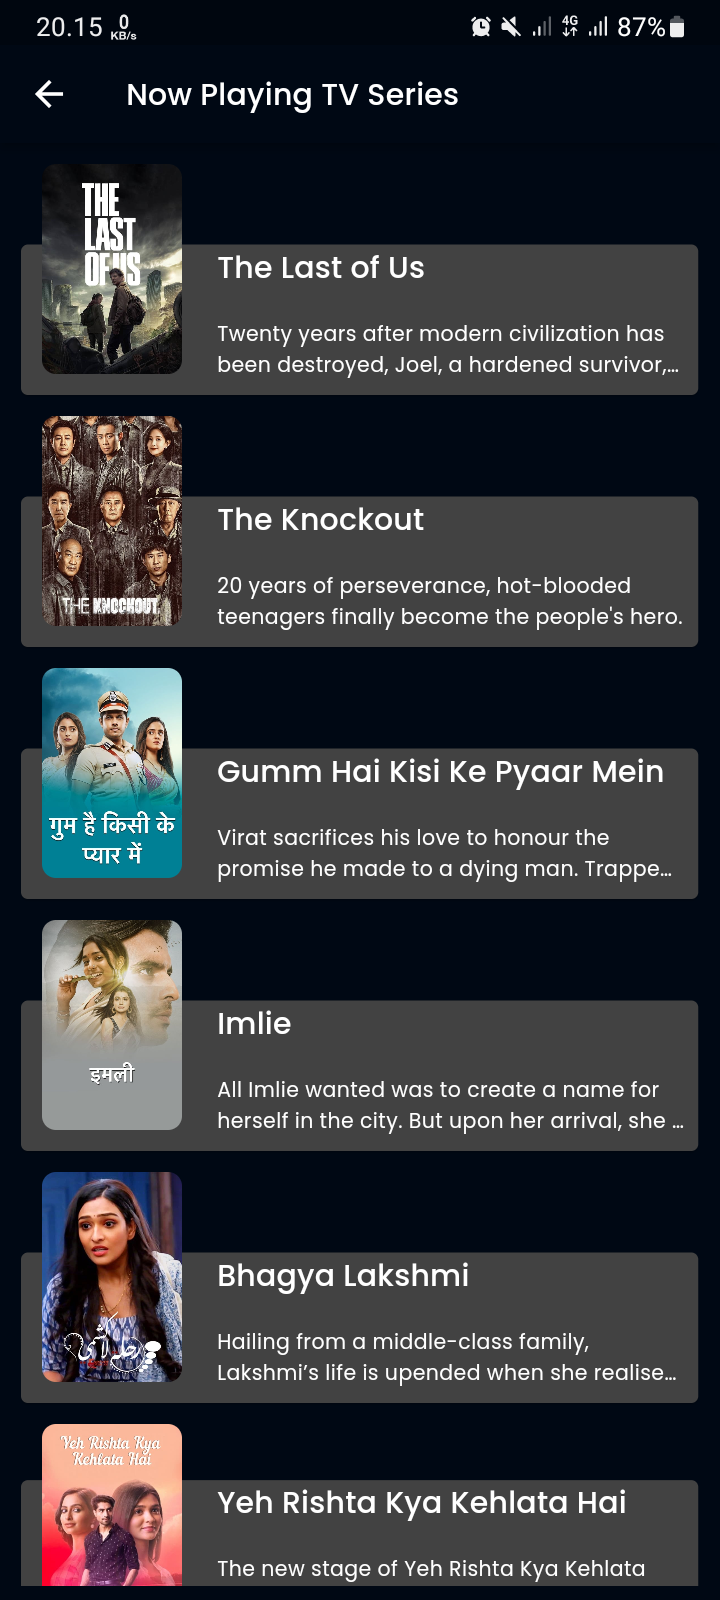 20.15 0 KB/s 4G 87%
Now Playing TV Series
THE
LAST
OF US
The Last of Us
Twenty years after modern civilization has
been destroyed, Joel, a hardened survivor,...
THE KNOCKOUT
The Knockout
20 years of perseverance, hot-blooded
teenagers finally become the people's hero.
गुम है किसी के
प्यार में
Gumm Hai Kisi Ke Pyaar Mein
Virat sacrifices his love to honour the
promise he made to a dying man. Trappe...
इमली
Imlie
All Imlie wanted was to create a name for
herself in the city. But upon her arrival, she ...
Bhagya Lakshmi
Hailing from a middle-class family,
Lakshmi’s life is upended when she realise...
Yeh Rishta Kya
Kehlata Hai
Yeh Rishta Kya Kehlata Hai
The new stage of Yeh Rishta Kya Kehlata